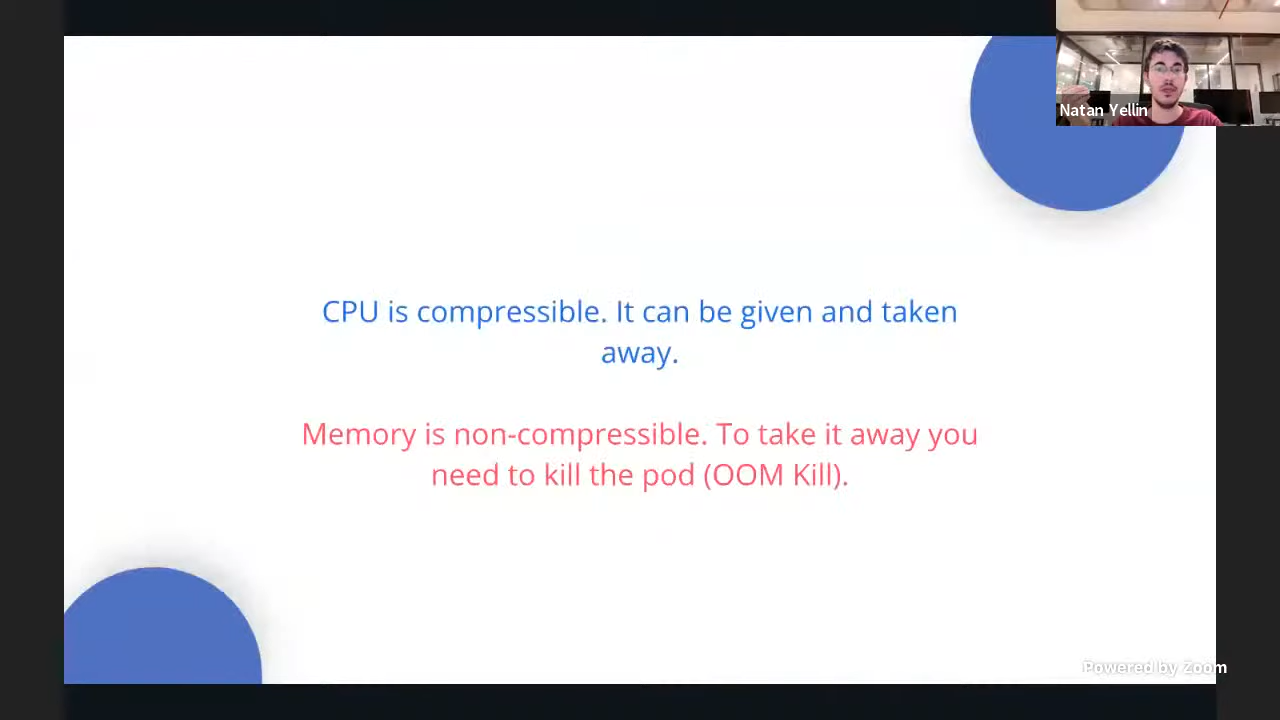 Natan Yellin
CPU is compressible. It can be given and taken
away.
Memory is non-compressible. To take it away you
need to kill the pod (OOM Kill).
Powered by Zoom